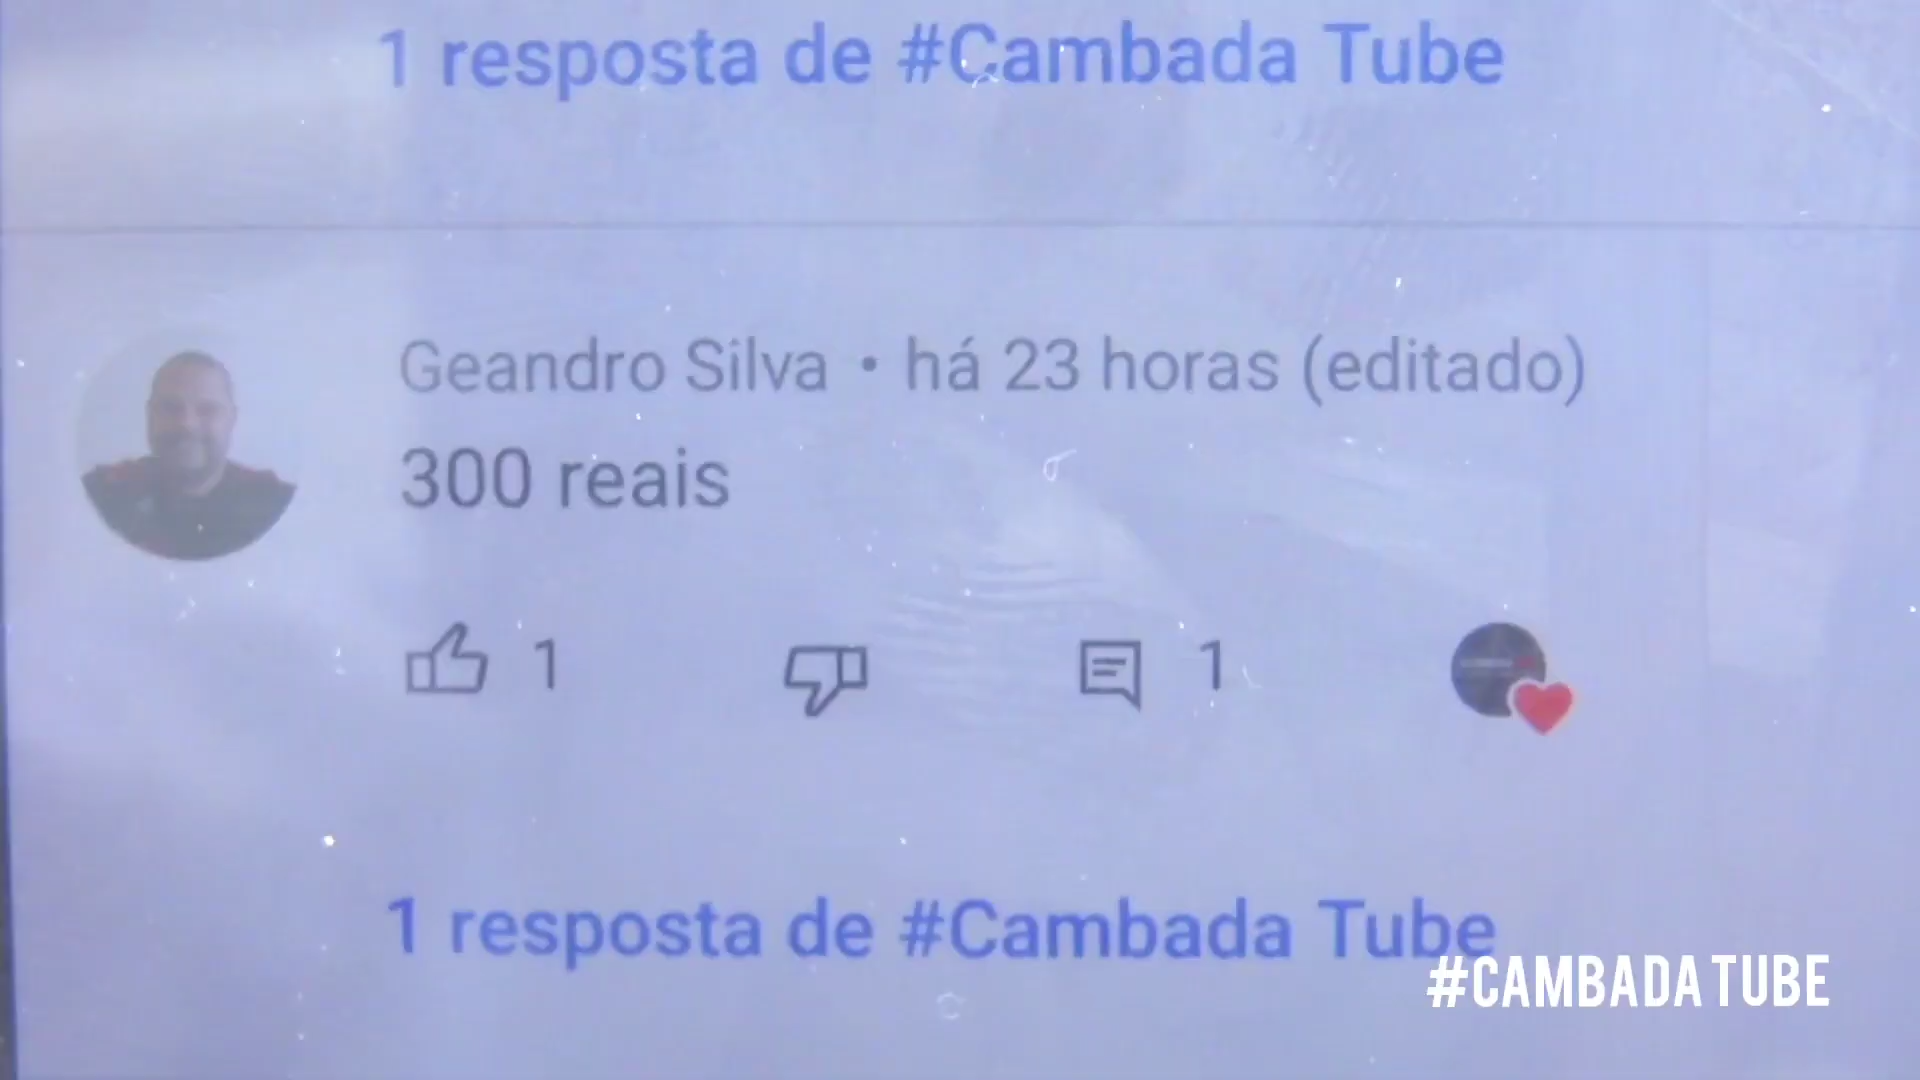 1 resposta de #Cambada Tube
Geandro Silva • há 23 horas (editado)
300 reais
1
1
1 resposta de #Cambada Tube
#CAMBADA TUBE